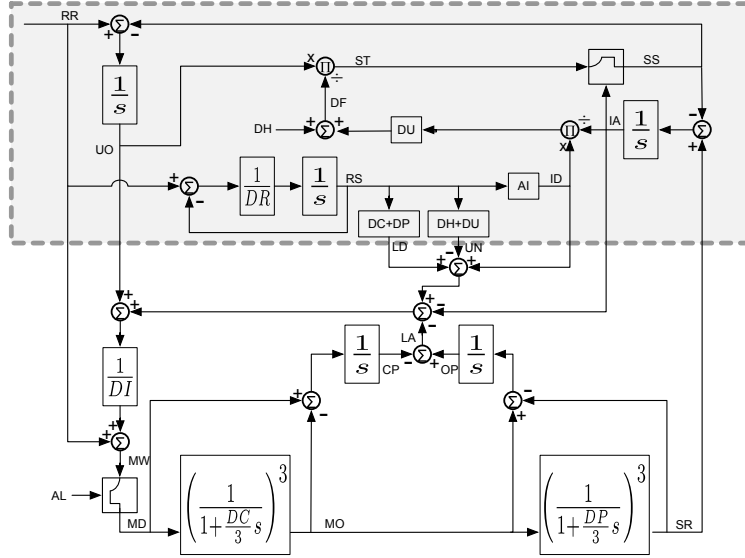 RR
Σ
+
-
x
Π
÷
ST
SS
1/s
DF
DH
+
Σ
+
DU
÷
Π
x
IA
1/s
-
Σ
+
UO
+
Σ
-
1/DR
1/s
RS
AI
ID
DC+DP
DH+DU
LD
UN
+
-
Σ
+
+
Σ
+
+
Σ
-
-
LA
1/s
CP
-
Σ
+
OP
1/s
1/DI
+
Σ
-
-
Σ
+
+
+
Σ
MW
AL
MD
(1/(1+DC/3 s))^3
MO
(1/(1+DP/3 s))^3
SR